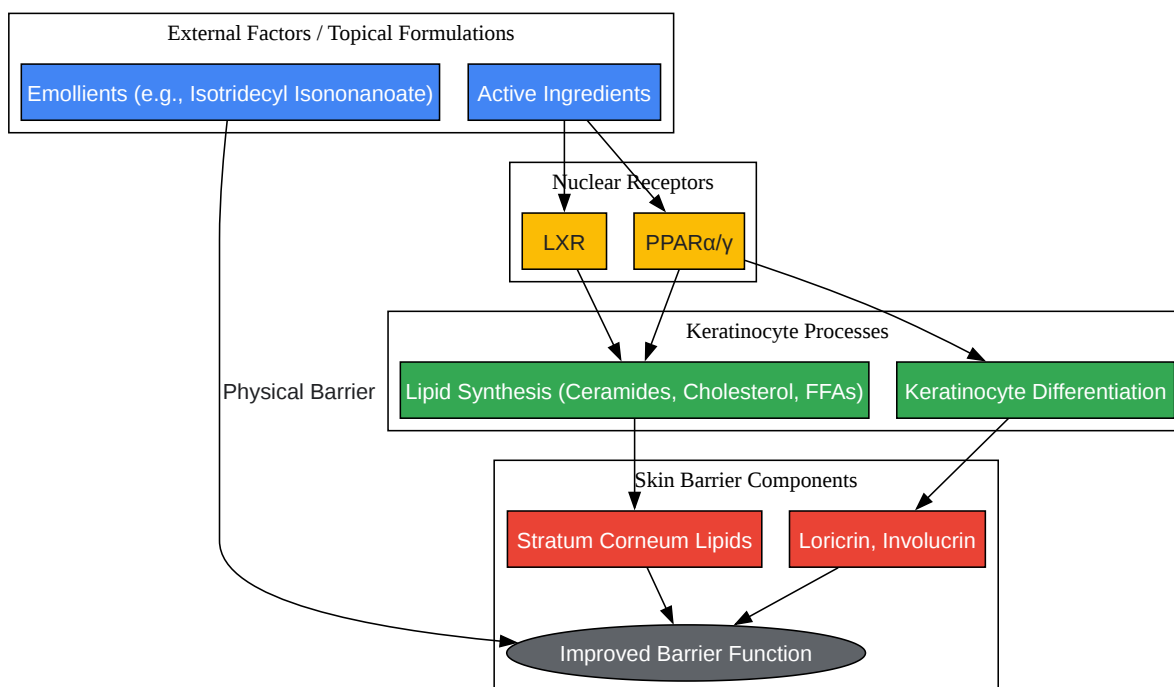 External Factors / Topical Formulations
Emollients (e.g., Isotridecyl Isononanoate)
Active Ingredients
Nuclear Receptors
LXR
PPARα/γ
Keratinocyte Processes
Lipid Synthesis (Ceramides, Cholesterol, FFAs)
Keratinocyte Differentiation
Physical Barrier
Skin Barrier Components
Stratum Corneum Lipids
Loricrin, Involucrin
Improved Barrier Function